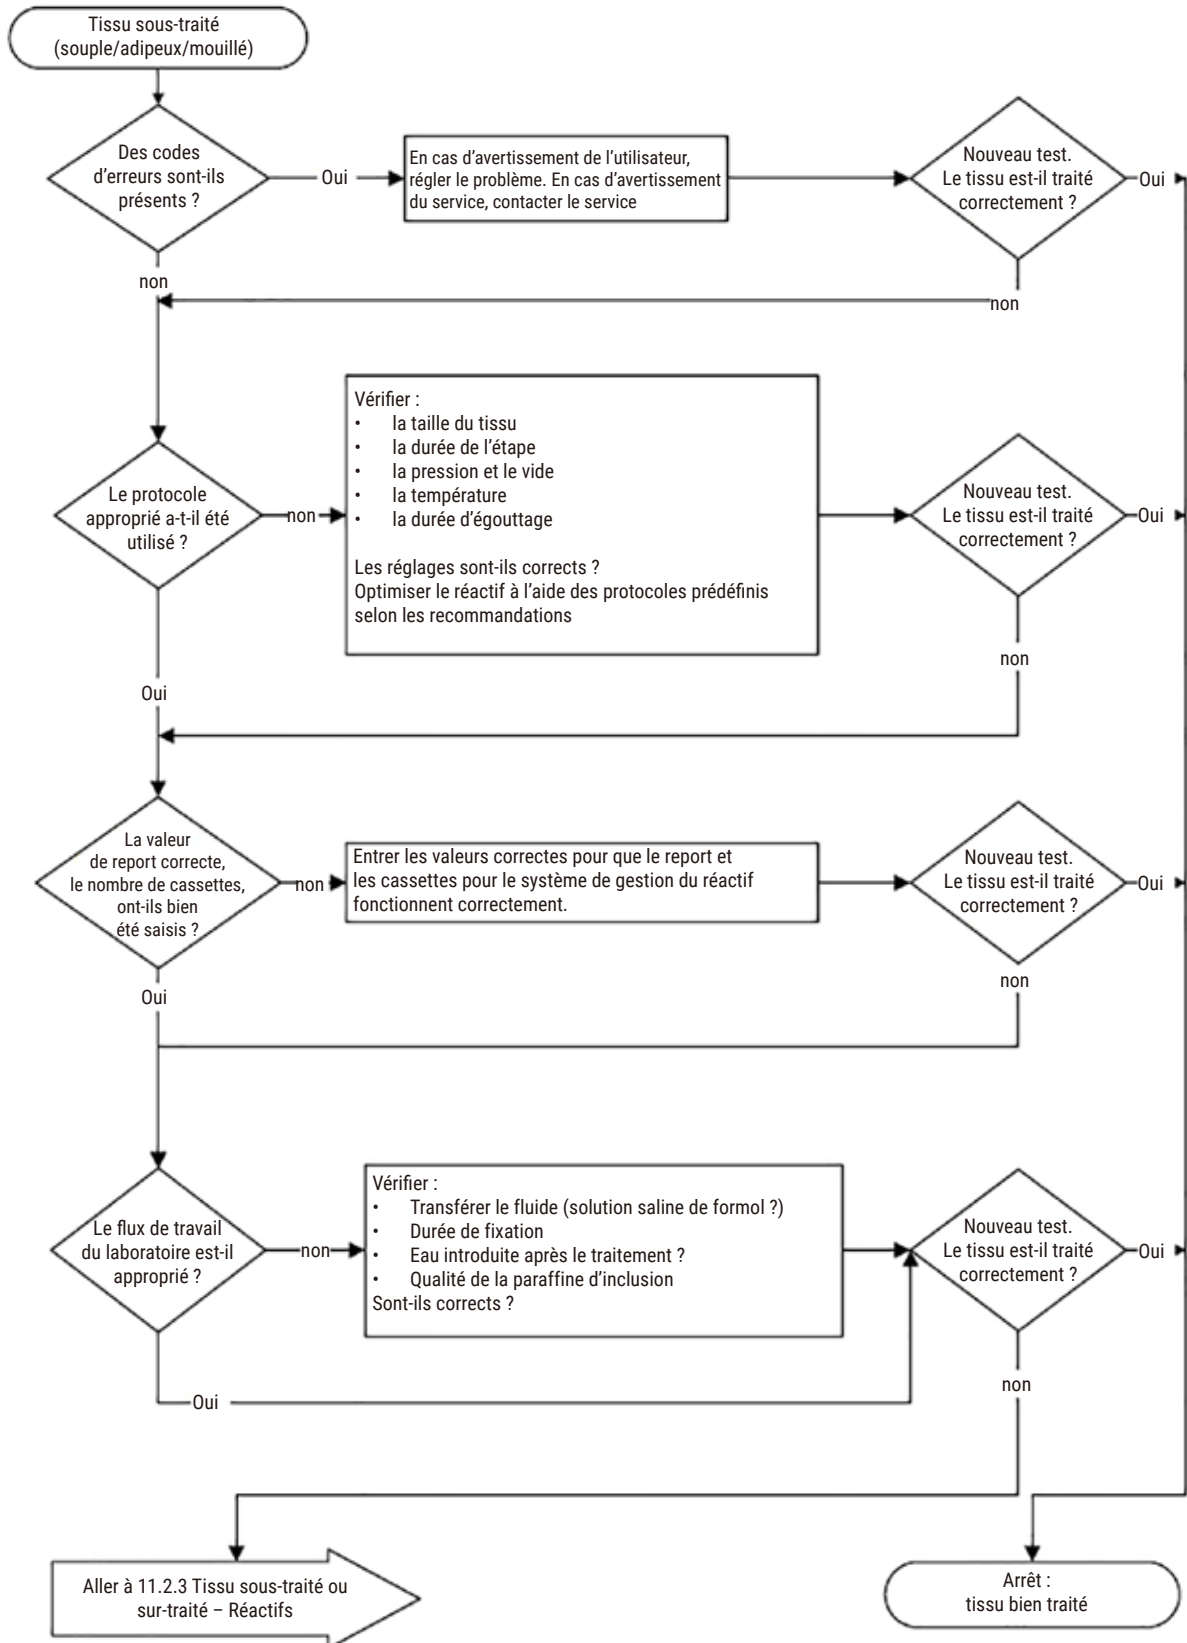 Tissu sous-traité
(souple/adipeux/mouillé)
Des codes
d'erreurs sont-ils
présents ?
Oui
En cas d'avertissement de l'utilisateur,
régler le problème. En cas d'avertissement
du service, contacter le service
Nouveau test.
Le tissu est-il traité
correctement ?
Oui
non
non
Le protocole
approprié a-t-il été
utilisé ?
non
Vérifier :
• la taille du tissu
• la durée de l'étape
• la pression et le vide
• la température
• la durée d'égouttage
Les réglages sont-ils corrects ?
Optimiser le réactif à l'aide des protocoles prédéfinis
selon les recommandations
Nouveau test.
Le tissu est-il traité
correctement ?
Oui
non
Oui
La valeur
de report correcte,
le nombre de cassettes,
ont-ils bien
été saisis ?
non
Entrer les valeurs correctes pour que le report et
les cassettes pour le système de gestion du réactif
fonctionnent correctement.
Nouveau test.
Le tissu est-il traité
correctement ?
Oui
non
Oui
Le flux de travail
du laboratoire est-il
approprié ?
non
Vérifier :
• Transférer le fluide (solution saline de formol ?)
• Durée de fixation
• Eau introduite après le traitement ?
• Qualité de la paraffine d'inclusion
Sont-ils corrects ?
Nouveau test.
Le tissu est-il traité
correctement ?
Oui
non
Oui
Aller à 11.2.3 Tissu sous-traité ou
sur-traité – Réactifs
Arrêt :
tissu bien traité